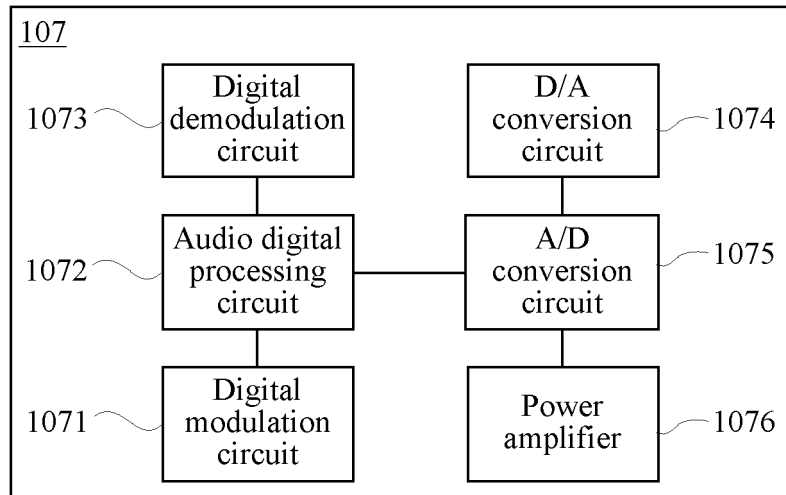 107
1073
Digital
demodulation
circuit
D/A
conversion
circuit
1074
1072
Audio digital
processing
circuit
A/D
conversion
circuit
1075
1071
Digital
modulation
circuit
Power
amplifier
1076